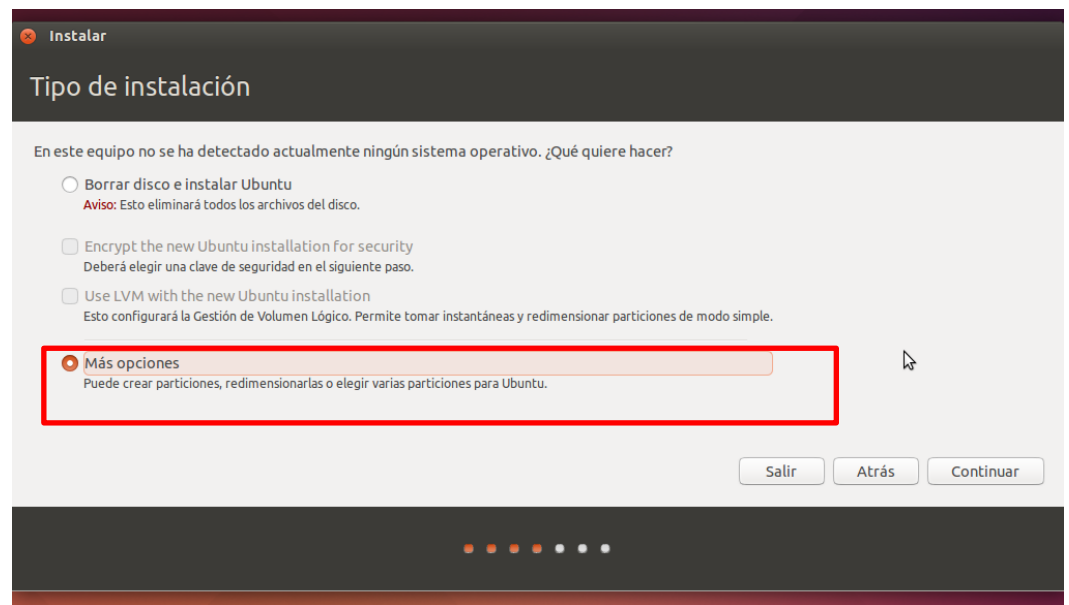 Instalar
Tipo de instalación
En este equipo no se ha detectado actualmente ningún sistema operativo. ¿Qué quiere hacer?
Borrar disco e instalar Ubuntu
Aviso: Esto eliminará todos los archivos del disco.
Encrypt the new Ubuntu installation for security
Deberá elegir una clave de seguridad en el siguiente paso.
Use LVM with the new Ubuntu installation
Esto configurará la Gestión de Volumen Lógico. Permite tomar instantáneas y redimensionar particiones de modo simple.
Más opciones
Puede crear particiones, redimensionarlas o elegir varias particiones para Ubuntu.
Salir Atrás Continuar